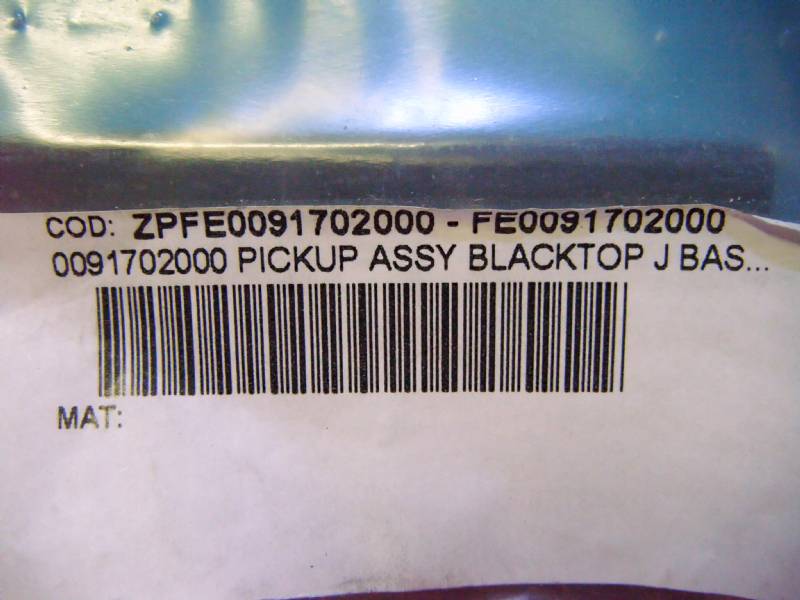 COD: ZPFE0091702000 - FE0091702000
0091702000 PICKUP ASSY BLACKTOP J BAS...
MAT: